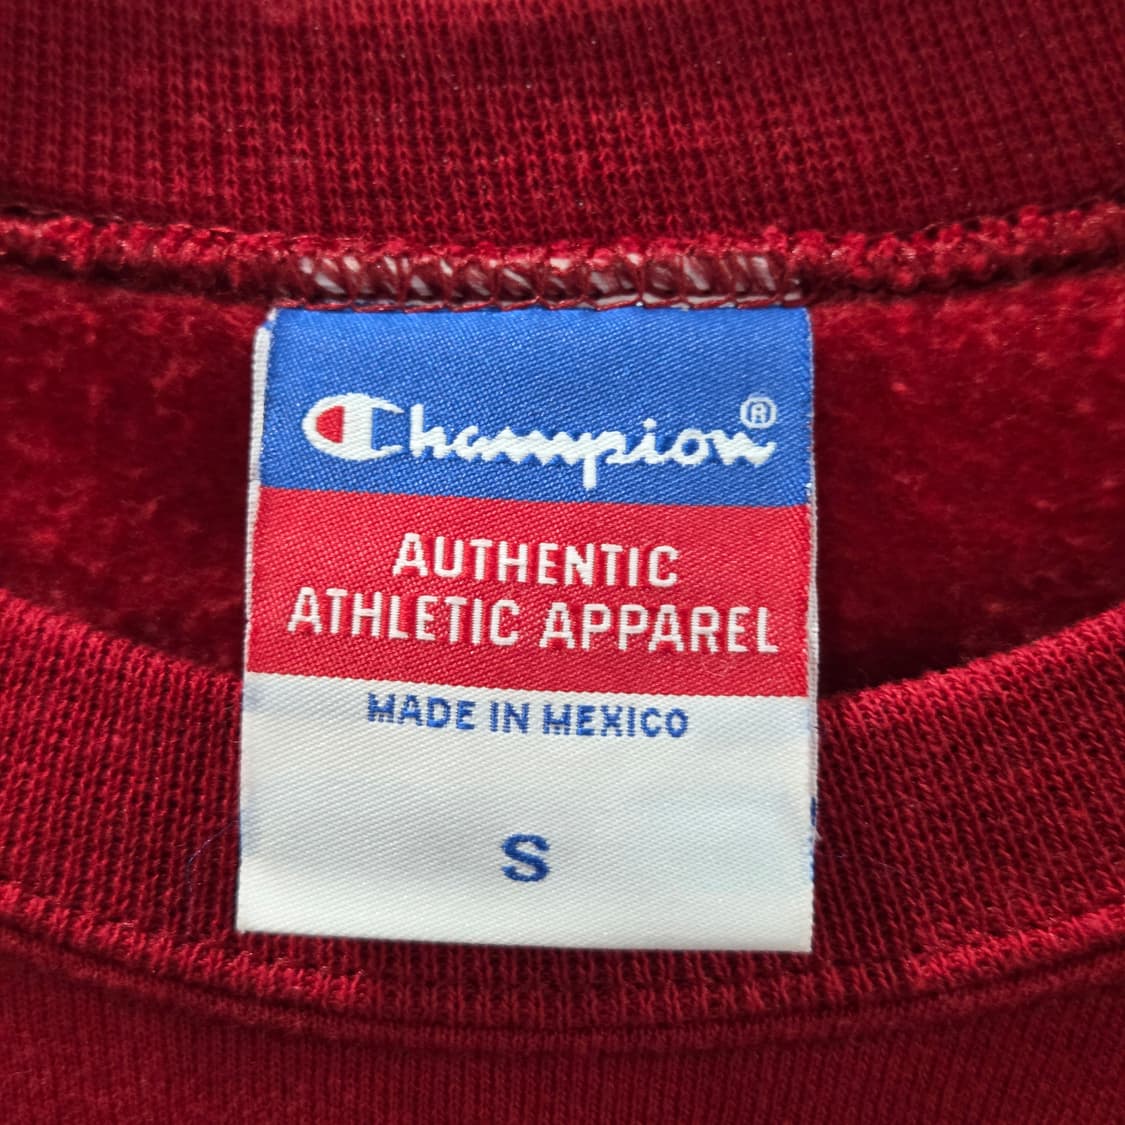 Champion®
AUTHENTIC
ATHLETIC APPAREL
MADE IN MEXICO
S